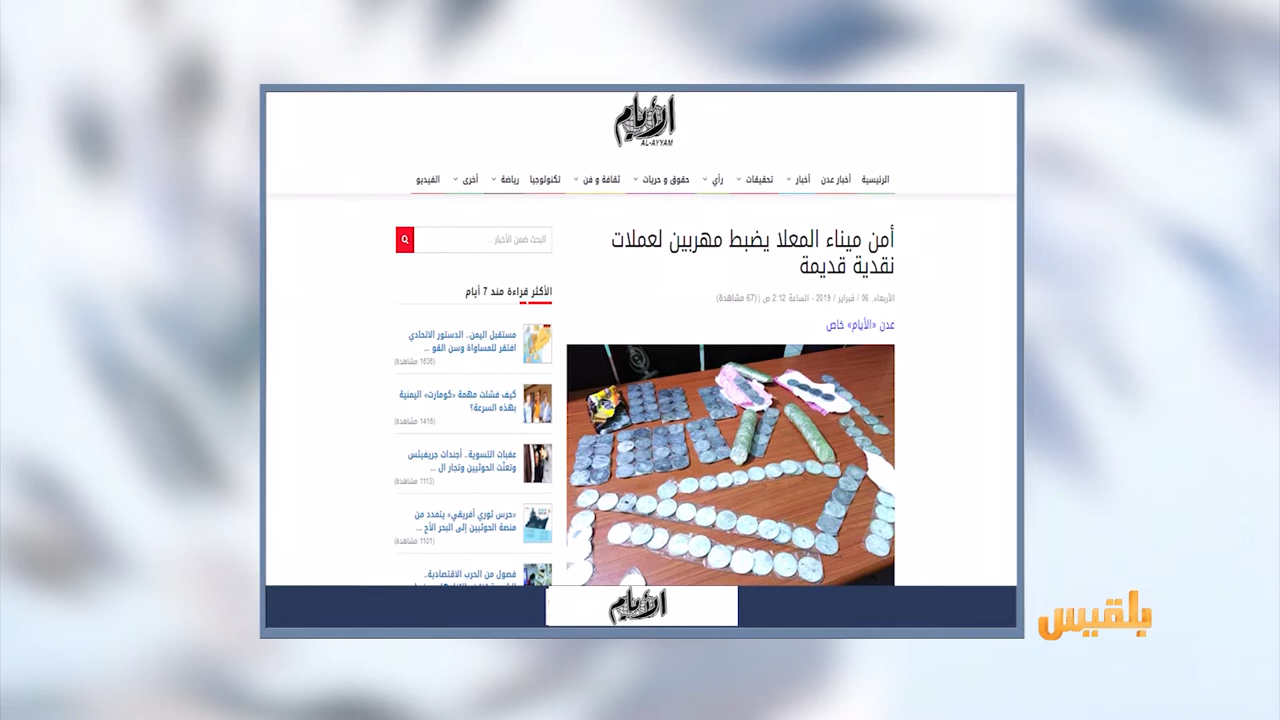 الأيام
AL-AYYAM
الرئيسية أخبار عدن أخبار تحقيقات رأي حقوق و حريات ثقافة و فن تكنولوجيا رياضة أخرى الفيديو
أمن ميناء المعلا يضبط مهربين لعملات
نقدية قديمة
الأربعاء, 06 / فبراير / 2019 - الساعة 2:12 ص | (67 مشاهدة)
عدن «الأيام» خاص
البحث ضمن الأخبار ...
الأكثر قراءة منذ 7 أيام
مستقبل اليمن.. الدستور الاتحادي
افتقر للمساواة وسن القو ...
(1636 مشاهدة)
كيف فشلت مهمة «كومارت» اليمنية
بهذه السرعة؟
(1416 مشاهدة)
عقبات التسوية.. أجندات جريفيثس
وتعنّت الحوثيين وتجار ال ...
(1113 مشاهدة)
«حرس ثوري أفريقي» يتمدد من
منصة الحوثيين إلى البحر الأح ...
(1101 مشاهدة)
فصول من الحرب الاقتصادية..
الأيام
بلقيس